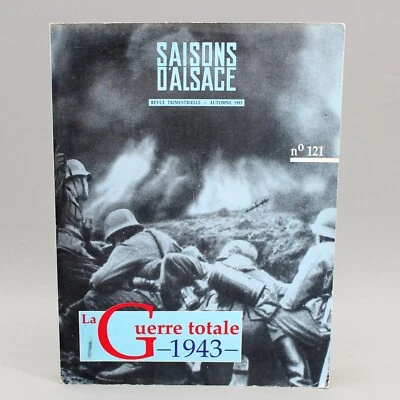 SAISONS
D'ALSACE
REVUE TRIMESTRIELLE - AUTOMNE 1993
nº 121
La Guerre totale
-1943-